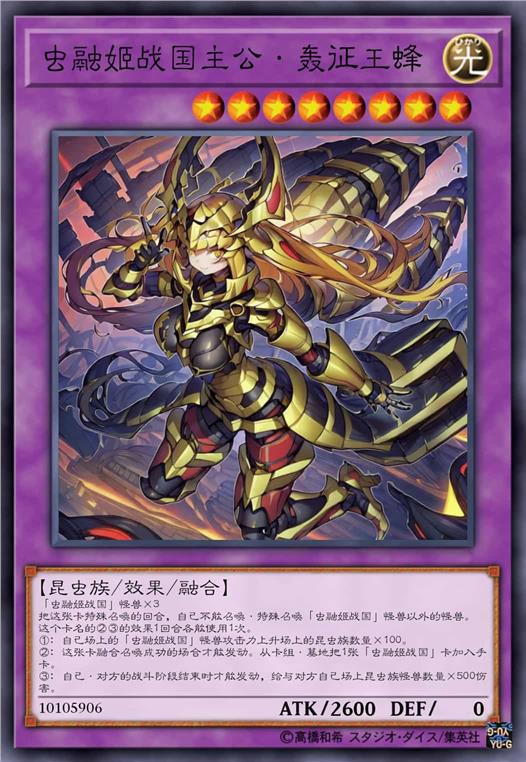 虫融姬战国主公·轰征王蜂
ひかり
光
【昆虫族/效果/融合】
「虫融姬战国」怪兽×3
把这张卡特殊召唤的回合，自己不能召唤·特殊召唤「虫融姬战国」怪兽以外的怪兽。
这个卡名的②③的效果1回合各能使用1次。
①：自己场上的「虫融姬战国」怪兽攻击力上升场上的昆虫族数量×100。
②：这张卡融合召唤成功的场合才能发动。从卡组·墓地把1张「虫融姬战国」卡加入手
卡。
③：自己·对方的战斗阶段结束时才能发动，给与对方自己场上昆虫族怪兽数量×500伤
害。
10105906 ATK/2600 DEF/ 0
©高橋和希 スタジオ・ダイス/集英社
YU-G